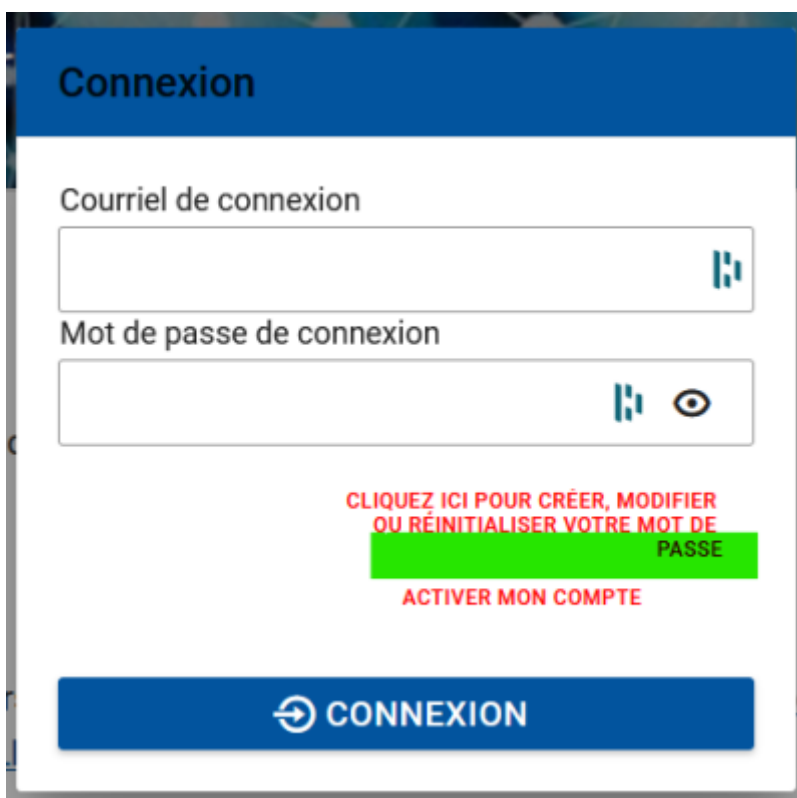 Connexion
Courriel de connexion
Mot de passe de connexion
CLIQUEZ ICI POUR CRÉER, MODIFIER
OU RÉINITIALISER VOTRE MOT DE
PASSE
ACTIVER MON COMPTE
CONNEXION